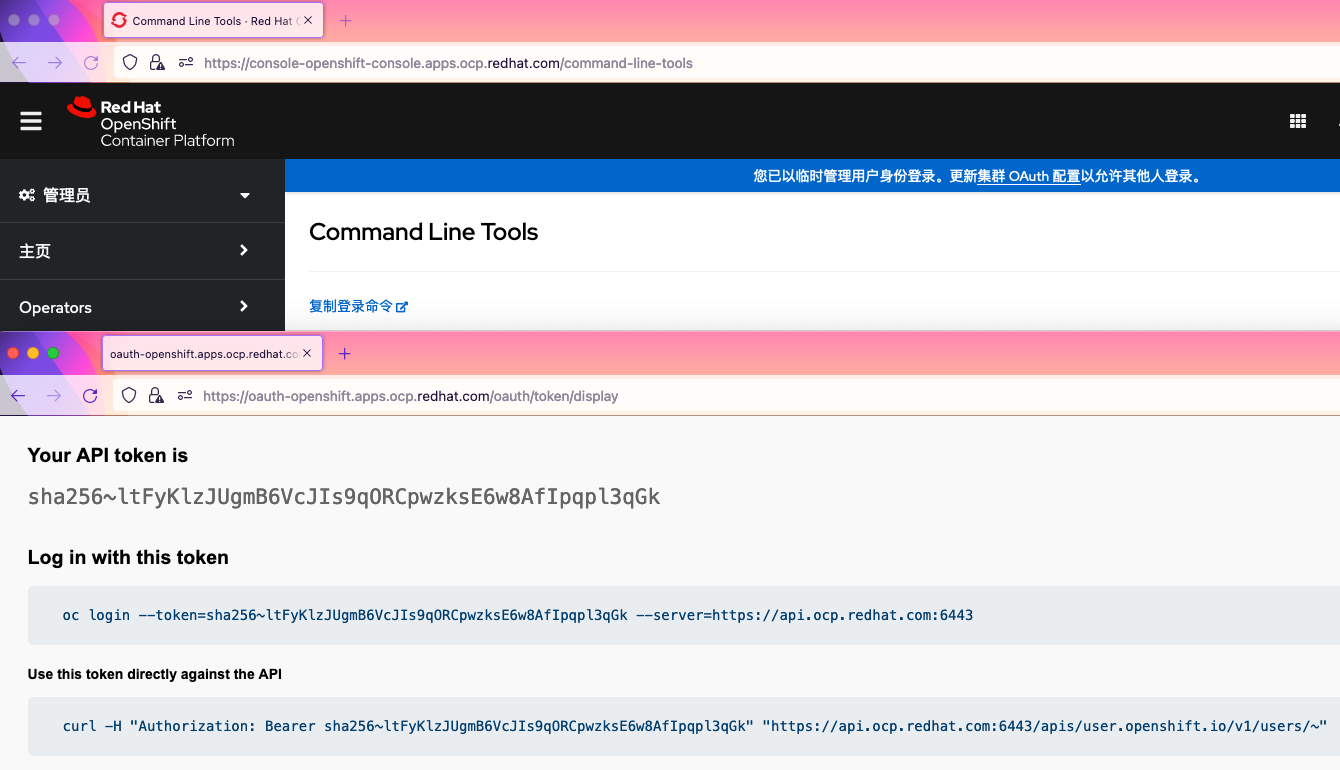 Command Line Tools · Red Hat
https://console-openshift-console.apps.ocp.redhat.com/command-line-tools
Red Hat
OpenShift
Container Platform
管理员
您已以临时管理用户身份登录。更新集群 OAuth 配置以允许其他人登录。
Command Line Tools
主页
复制登录命令
Operators
oauth-openshift.apps.ocp.redhat.co
https://oauth-openshift.apps.ocp.redhat.com/oauth/token/display
Your API token is
sha256~ltFyKlzJUgmB6VcJIs9qORCpwzksE6w8AfIpqpl3qGk
Log in with this token
oc login --token=sha256~ltFyKlzJUgmB6VcJIs9qORCpwzksE6w8AfIpqpl3qGk --server=https://api.ocp.redhat.com:6443
Use this token directly against the API
curl -H "Authorization: Bearer sha256~ltFyKlzJUgmB6VcJIs9qORCpwzksE6w8AfIpqpl3qGk" "https://api.ocp.redhat.com:6443/apis/user.openshift.io/v1/users/~"